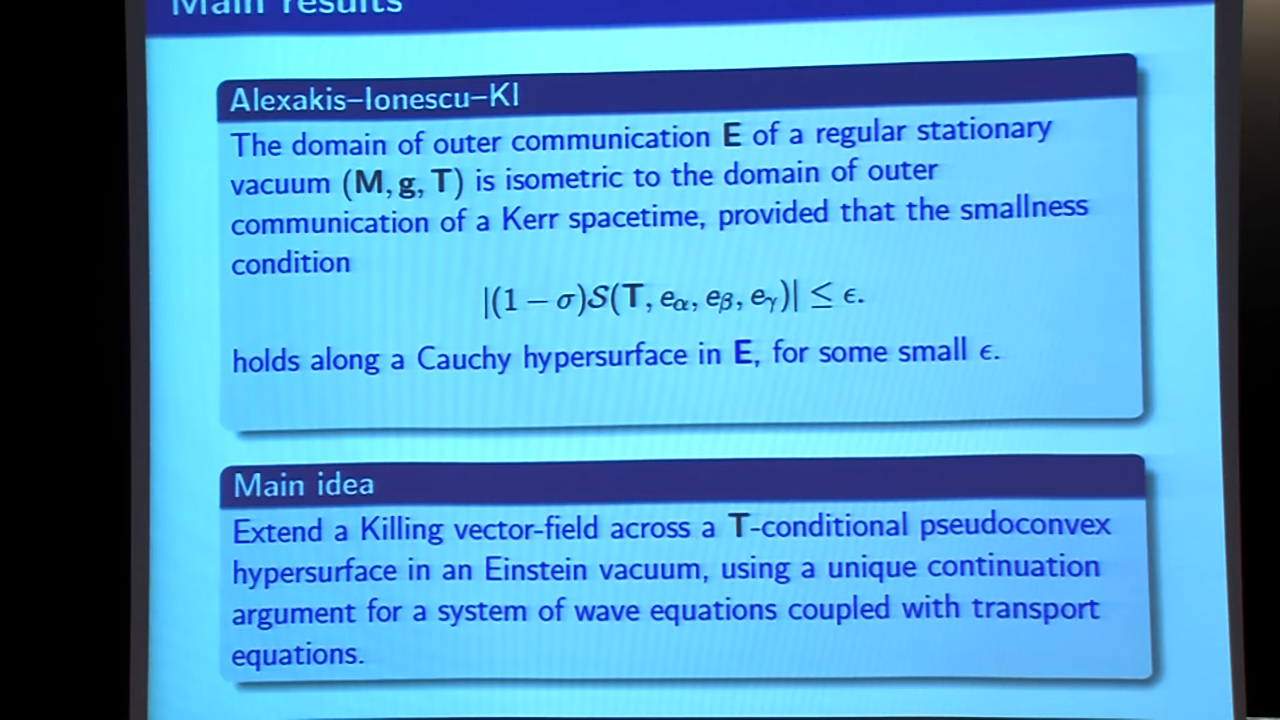 Main results
Alexakis–Ionescu–Kl
The domain of outer communication E of a regular stationary
vacuum (M, g, T) is isometric to the domain of outer
communication of a Kerr spacetime, provided that the smallness
condition
|(1 − σ)𝒮(T, eα, eβ, eγ)| ≤ ϵ.
holds along a Cauchy hypersurface in E, for some small ϵ.
Main idea
Extend a Killing vector-field across a T-conditional pseudoconvex
hypersurface in an Einstein vacuum, using a unique continuation
argument for a system of wave equations coupled with transport
equations.